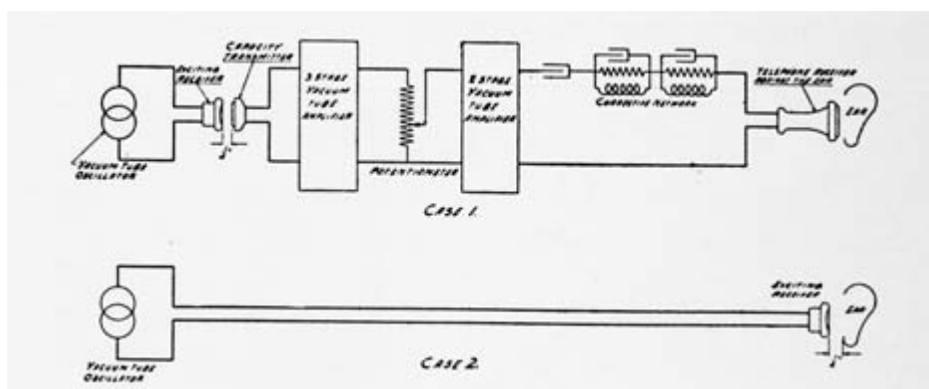 CAPACITY
TRANSMITTER
EXCITING
RECEIVER
3 STAGE
VACUUM
TUBE
AMPLIFIER
2 STAGE
VACUUM
TUBE
AMPLIFIER
CORRECTIVE NETWORK
TELEPHONE RECEIVER
AGAINST THE EAR
EAR
VACUUM TUBE
OSCILLATOR
POTENTIOMETER
CASE 1.
EXCITING
RECEIVER
EAR
VACUUM TUBE
OSCILLATOR
CASE 2.